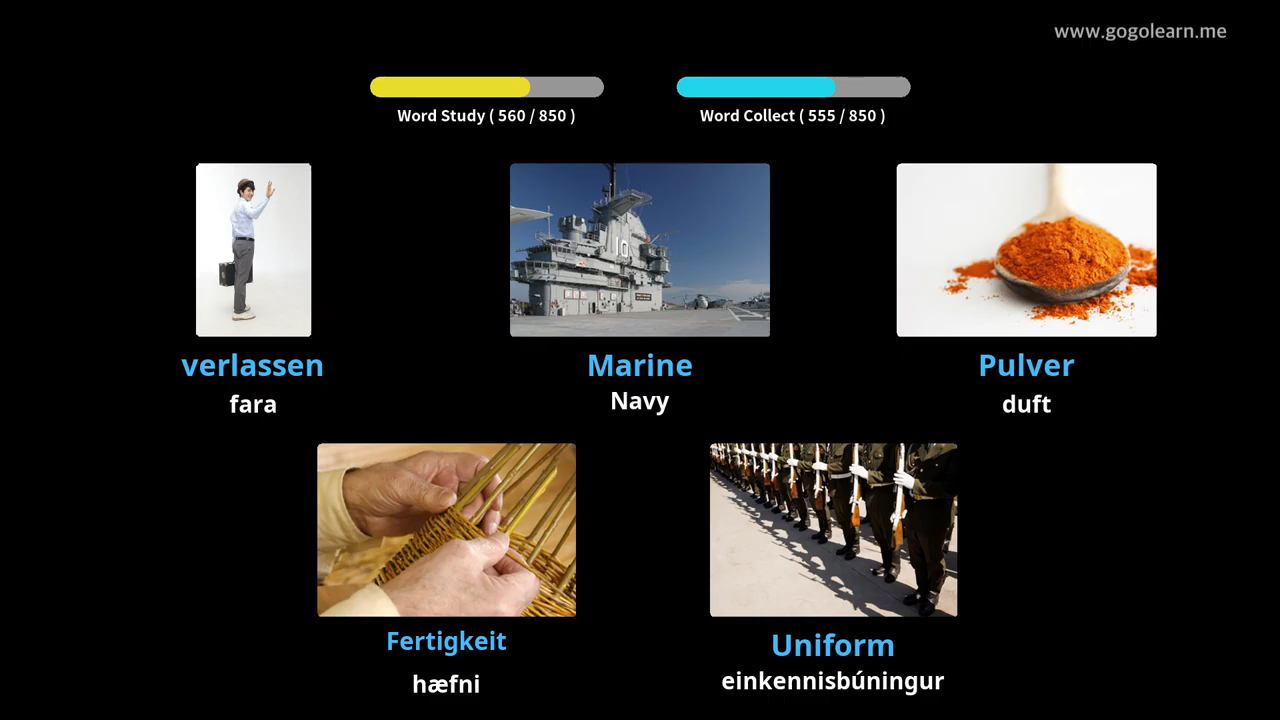 www.gogolearn.me
Word Study ( 560 / 850 )
Word Collect ( 555 / 850 )
verlassen
fara
Marine
Navy
Pulver
duft
Fertigkeit
hæfni
Uniform
einkennisbúningur